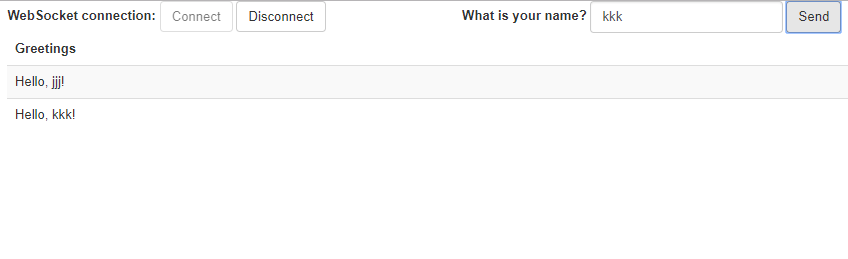 WebSocket connection: Connect Disconnect What is your name? kkk Send
Greetings
Hello, jjj!
Hello, kkk!